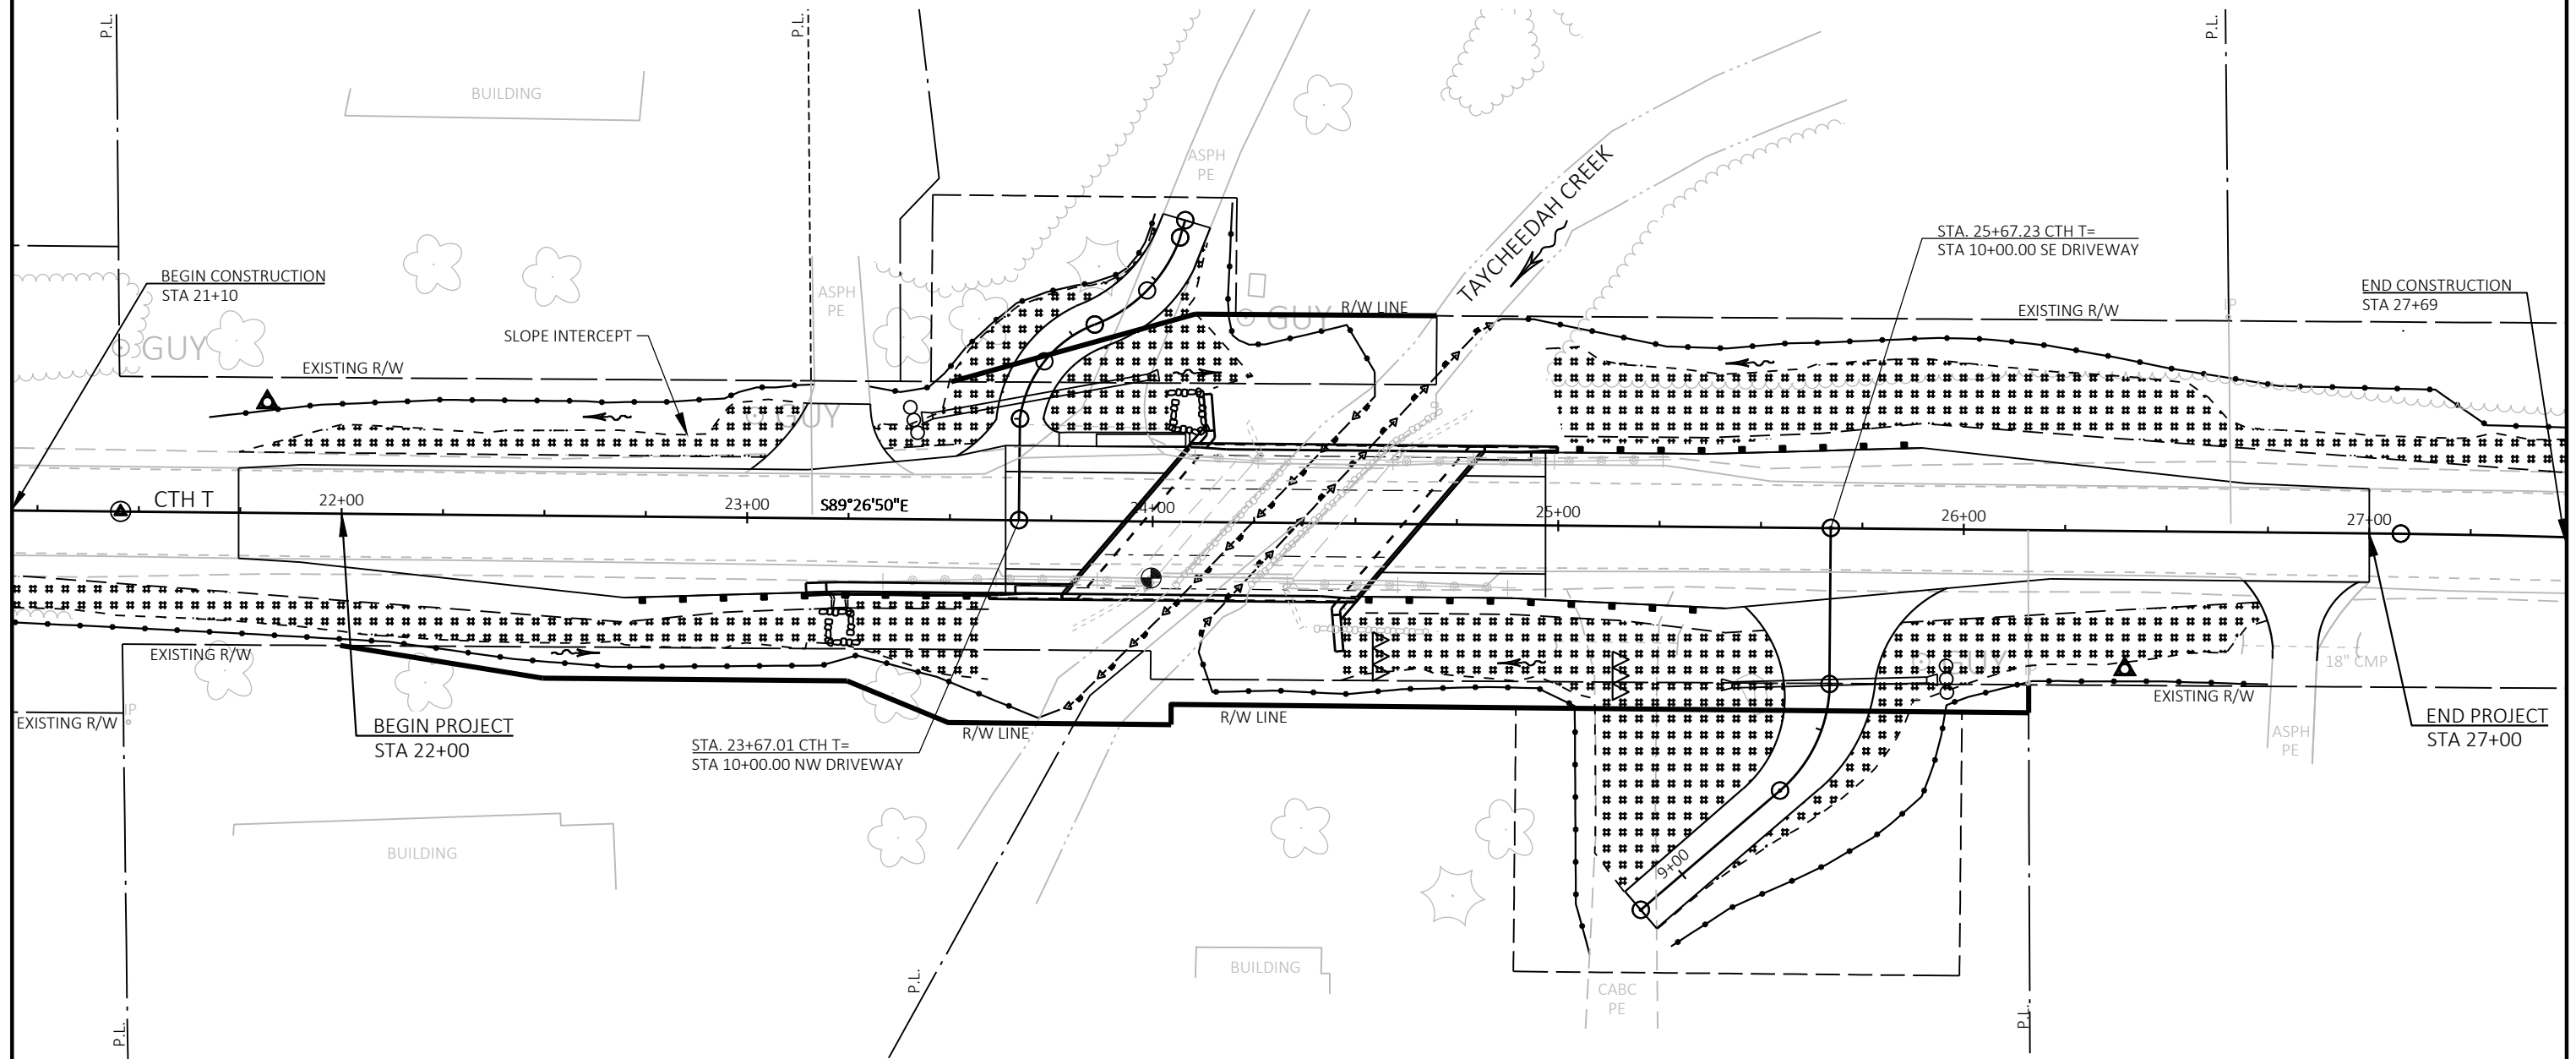 P.L.
P.L.
P.L.
BUILDING
ASPH
PE
TAYCHEEDAH CREEK
STA. 25+67.23 CTH T=
STA 10+00.00 SE DRIVEWAY
BEGIN CONSTRUCTION
STA 21+10
END CONSTRUCTION
STA 27+69
ASPH
PE
IP
R/W LINE
EXISTING R/W
GUY
GUY
SLOPE INTERCEPT
EXISTING R/W
GUY
CTH T
22+00
23+00
S89°26'50"E
24+00
25+00
26+00
27+00
EXISTING R/W
GUY
18" CMP
EXISTING R/W
IP
EXISTING R/W
BEGIN PROJECT
STA 22+00
R/W LINE
R/W LINE
END PROJECT
STA 27+00
ASPH
PE
STA. 23+67.01 CTH T=
STA 10+00.00 NW DRIVEWAY
BUILDING
9+00
BUILDING
P.L.
CABC
PE
P.L.
P.L.